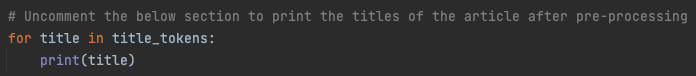 # Uncomment the below section to print the titles of the article after pre-processing
for title in title_tokens:
    print(title)